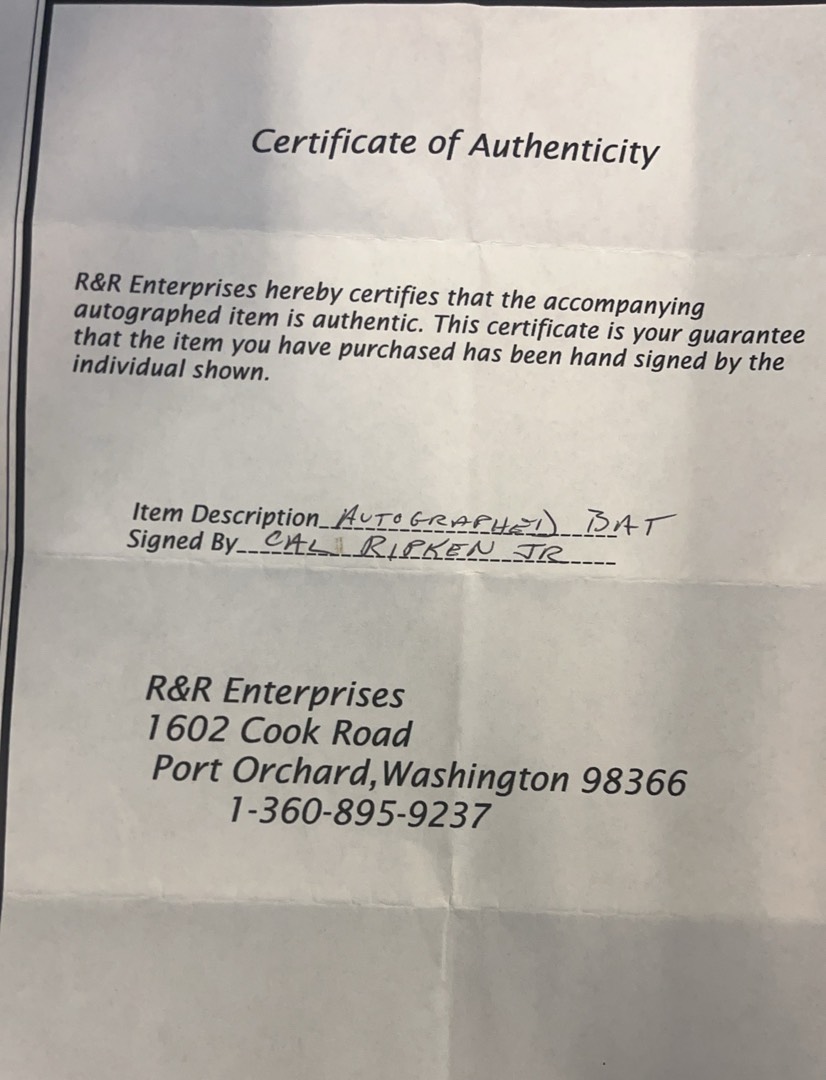 Certificate of Authenticity
R&R Enterprises hereby certifies that the accompanying
autographed item is authentic. This certificate is your guarantee
that the item you have purchased has been hand signed by the
individual shown.
Item Description AUTOGRAPHED BAT
Signed By CAL RIPKEN JR
R&R Enterprises
1602 Cook Road
Port Orchard, Washington 98366
1-360-895-9237